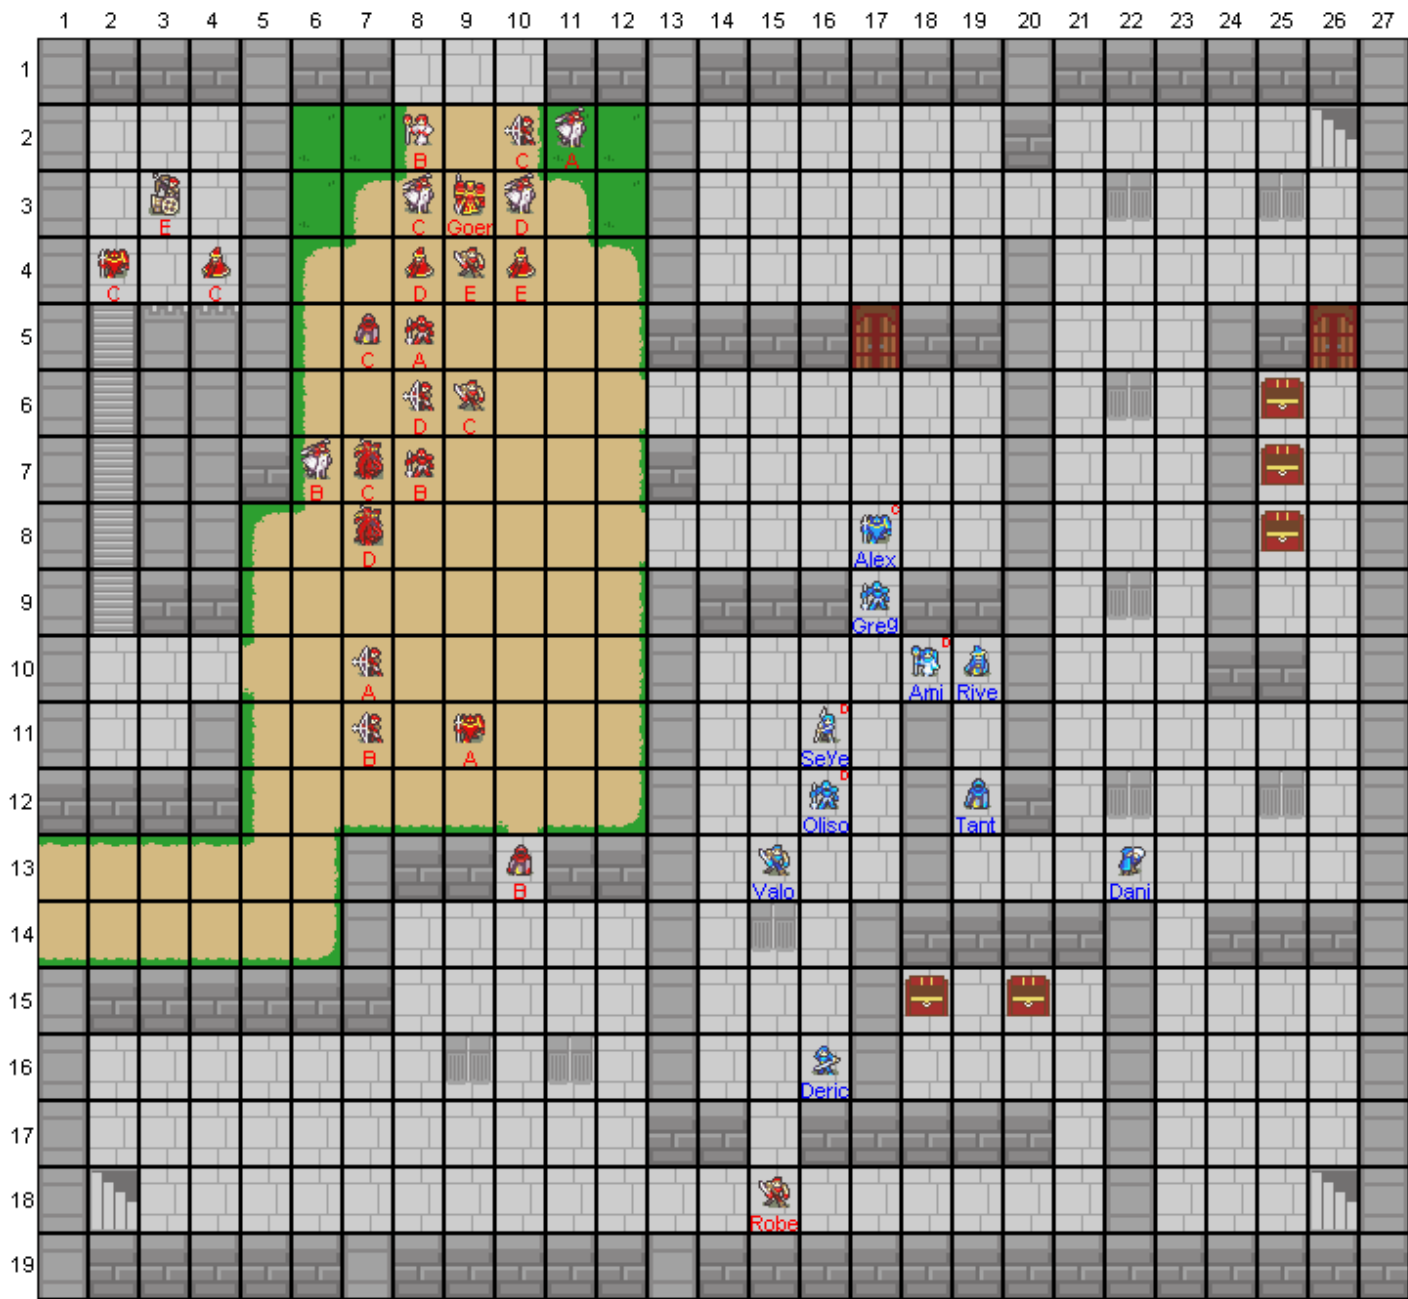 1 2 3 4 5 6 7 8 9 10 11 12 13 14 15 16 17 18 19 20 21 22 23 24 25 26 27
1
2 B C A
3 E C Goer D
4 C C D E E
5 C A
6 D C
7 B C B
8 D C Alex
9 Greg
10 A D Ami Rive
11 B A D SeYe
12 D Oliso Tant
13 B Valo Dani
14
15
16 Deric
17
18 Robe
19